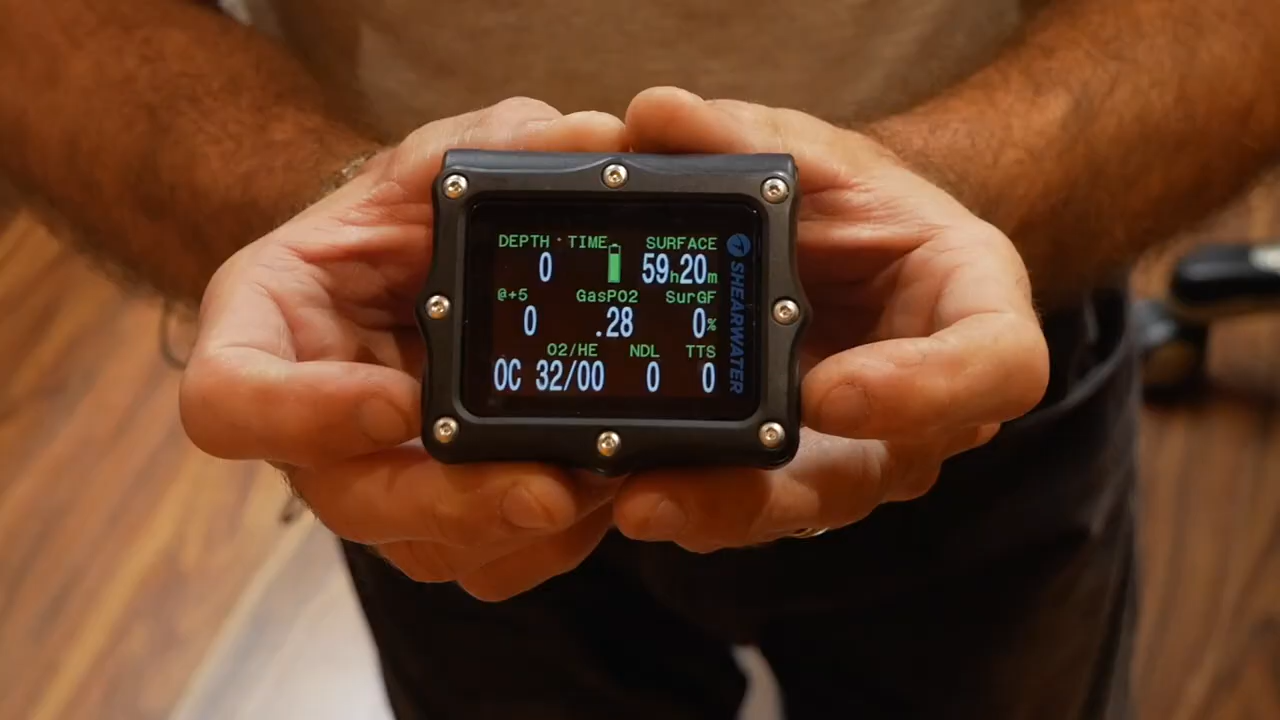 DEPTH TIME SURFACE
0 59h20m
@+5 GasPO2 SurGF
0 .28 0%
O2/HE NDL TTS
OC 32/00 0 0
SHEARWATER